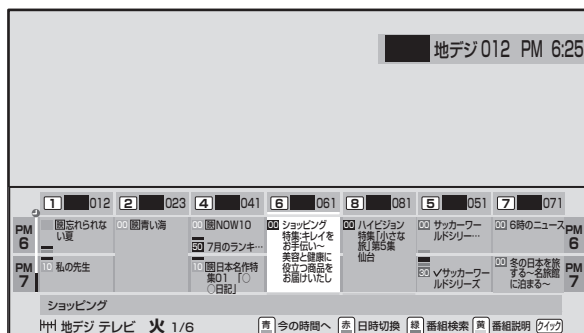 地デジ 012 PM 6:25
1 012 2 023 4 041 6 061 8 081 5 051 7 071
PM 6
忘れられない夏
00 青い海
00 NOW10
50 7月のランキ…
00 ショッピング
特集:キレイを
お手伝い〜
美容と健康に
役立つ商品を
お届けいたし
00 ハイビジョン
特集「小さな
旅」第5集
仙台
00 サッカーワー
ルドシリーズ…
00 6時のニュース
PM 6
PM 7
10 私の先生
10 日本名作特
集01 「○
○日記」
30 サッカーワー
ルドシリーズ
00 冬の日本を旅
する〜名旅館
に泊まる〜
PM 7
ショッピング
地デジ テレビ 火 1/6 青 今の時間へ 赤 日時切換 緑 番組検索 黄 番組説明 クイック